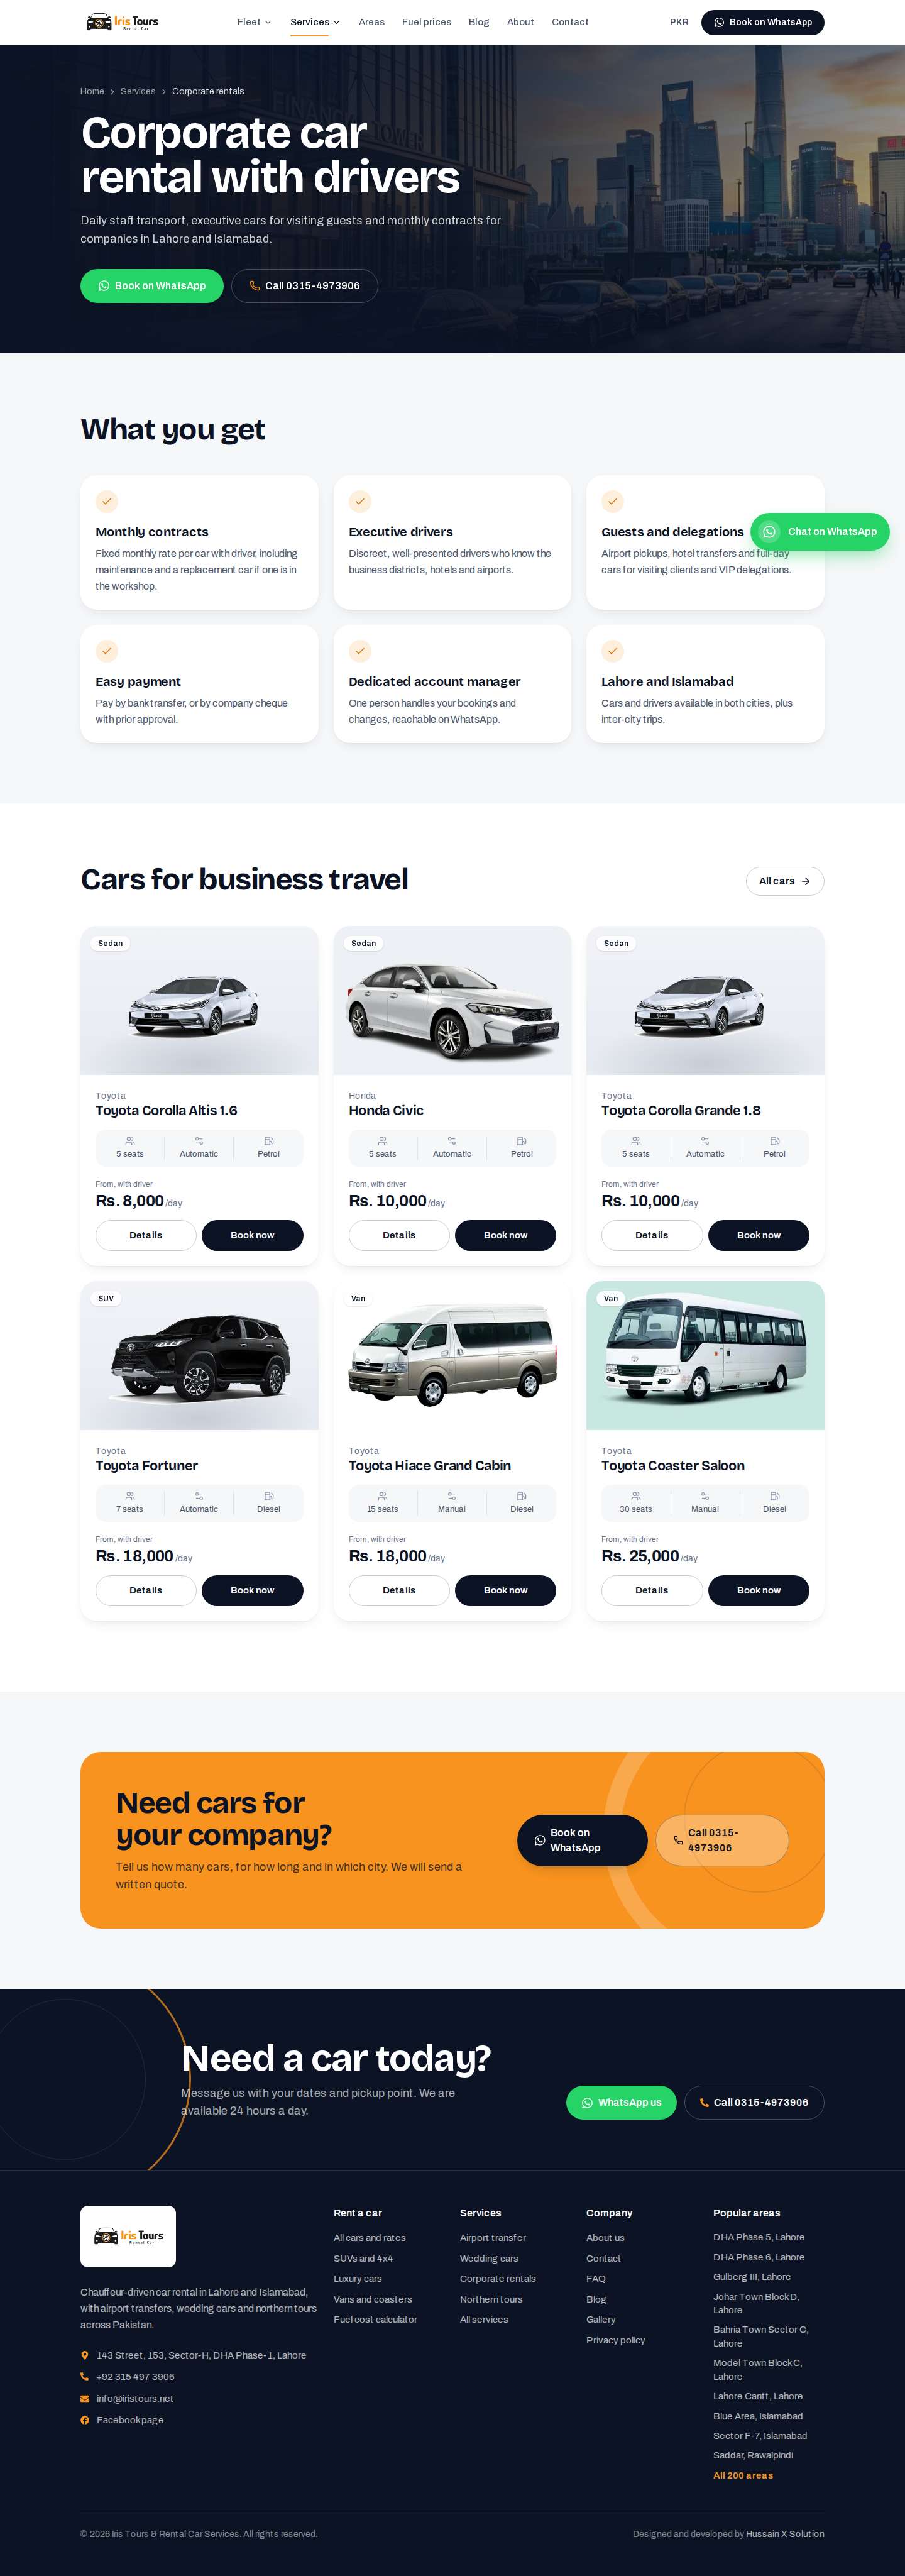 Iris Tours
Rental Car
Fleet
Services
Areas
Fuel prices
Blog
About
Contact
PKR
Book on WhatsApp
Home > Services > Corporate rentals
Corporate car
rental with drivers
Daily staff transport, executive cars for visiting guests and monthly contracts for
companies in Lahore and Islamabad.
Book on WhatsApp
Call 0315-4973906
What you get
Monthly contracts
Fixed monthly rate per car with driver, including
maintenance and a replacement car if one is in
the workshop.
Executive drivers
Discreet, well-presented drivers who know the
business districts, hotels and airports.
Guests and delegations
Airport pickups, hotel transfers and full-day
cars for visiting clients and VIP delegations.
Chat on WhatsApp
Easy payment
Pay by bank transfer, or by company cheque
with prior approval.
Dedicated account manager
One person handles your bookings and
changes, reachable on WhatsApp.
Lahore and Islamabad
Cars and drivers available in both cities, plus
inter-city trips.
Cars for business travel
All cars
Sedan
Toyota
Toyota Corolla Altis 1.6
5 seats
Automatic
Petrol
From, with driver
Rs. 8,000 /day
Details
Book now
Sedan
Honda
Honda Civic
5 seats
Automatic
Petrol
From, with driver
Rs. 10,000 /day
Details
Book now
Sedan
Toyota
Toyota Corolla Grande 1.8
5 seats
Automatic
Petrol
From, with driver
Rs. 10,000 /day
Details
Book now
SUV
Toyota
Toyota Fortuner
7 seats
Automatic
Diesel
From, with driver
Rs. 18,000 /day
Details
Book now
Van
Toyota
Toyota Hiace Grand Cabin
15 seats
Manual
Diesel
From, with driver
Rs. 18,000 /day
Details
Book now
Van
Toyota
Toyota Coaster Saloon
30 seats
Manual
Diesel
From, with driver
Rs. 25,000 /day
Details
Book now
Need cars for
your company?
Tell us how many cars, for how long and in which city. We will send a
written quote.
Book on
WhatsApp
Call 0315-
4973906
Need a car today?
Message us with your dates and pickup point. We are
available 24 hours a day.
WhatsApp us
Call 0315-4973906
Iris Tours
Rental Car
Chauffeur-driven car rental in Lahore and Islamabad,
with airport transfers, wedding cars and northern tours
across Pakistan.
143 Street, 153, Sector-H, DHA Phase-1, Lahore
+92 315 497 3906
info@iristours.net
Facebook page
Rent a car
All cars and rates
SUVs and 4x4
Luxury cars
Vans and coasters
Fuel cost calculator
Services
Airport transfer
Wedding cars
Corporate rentals
Northern tours
All services
Company
About us
Contact
FAQ
Blog
Gallery
Privacy policy
Popular areas
DHA Phase 5, Lahore
DHA Phase 6, Lahore
Gulberg III, Lahore
Johar Town Block D,
Lahore
Bahria Town Sector C,
Lahore
Model Town Block C,
Lahore
Lahore Cantt, Lahore
Blue Area, Islamabad
Sector F-7, Islamabad
Saddar, Rawalpindi
All 200 areas
© 2026 Iris Tours & Rental Car Services. All rights reserved.
Designed and developed by Hussain X Solution